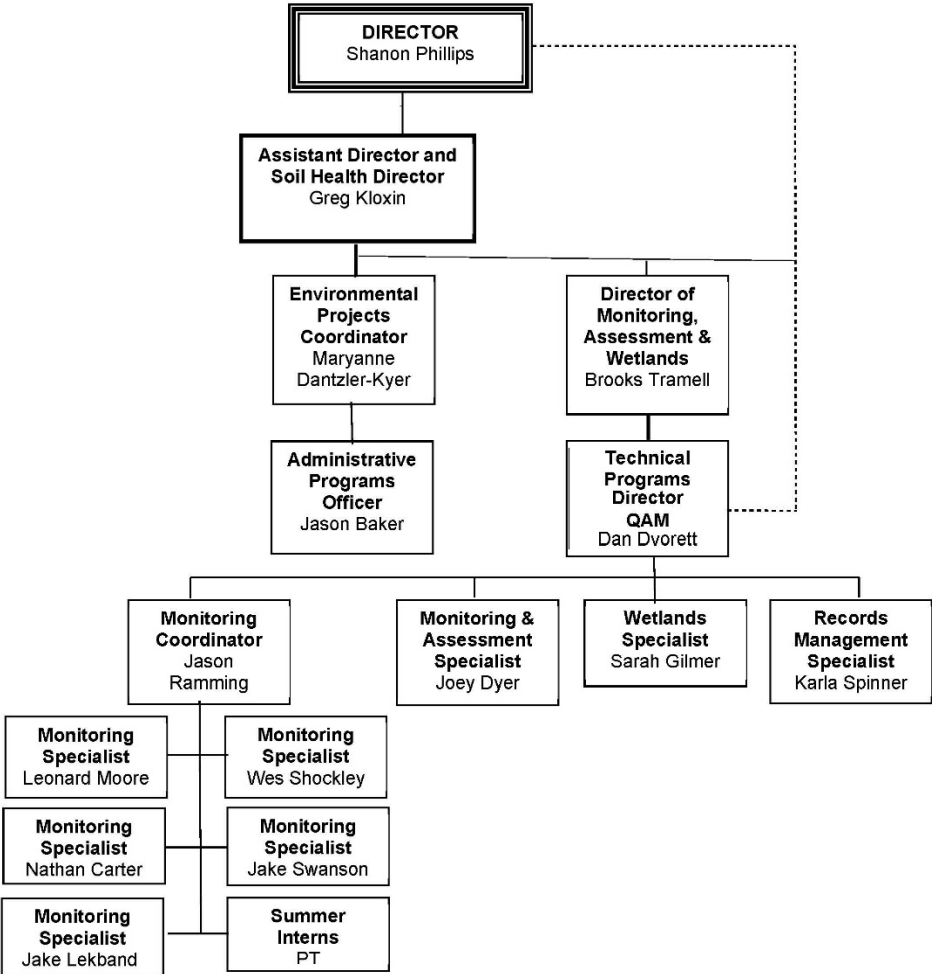 DIRECTOR
Shanon Phillips
Assistant Director and
Soil Health Director
Greg Kloxin
Environmental
Projects
Coordinator
Maryanne
Dantzler-Kyer
Director of
Monitoring,
Assessment &
Wetlands
Brooks Tramell
Administrative
Programs
Officer
Jason Baker
Technical
Programs
Director
QAM
Dan Dvorett
Monitoring
Coordinator
Jason
Ramming
Monitoring &
Assessment
Specialist
Joey Dyer
Wetlands
Specialist
Sarah Gilmer
Records
Management
Specialist
Karla Spinner
Monitoring
Specialist
Leonard Moore
Monitoring
Specialist
Wes Shockley
Monitoring
Specialist
Nathan Carter
Monitoring
Specialist
Jake Swanson
Monitoring
Specialist
Jake Lekband
Summer
Interns
PT